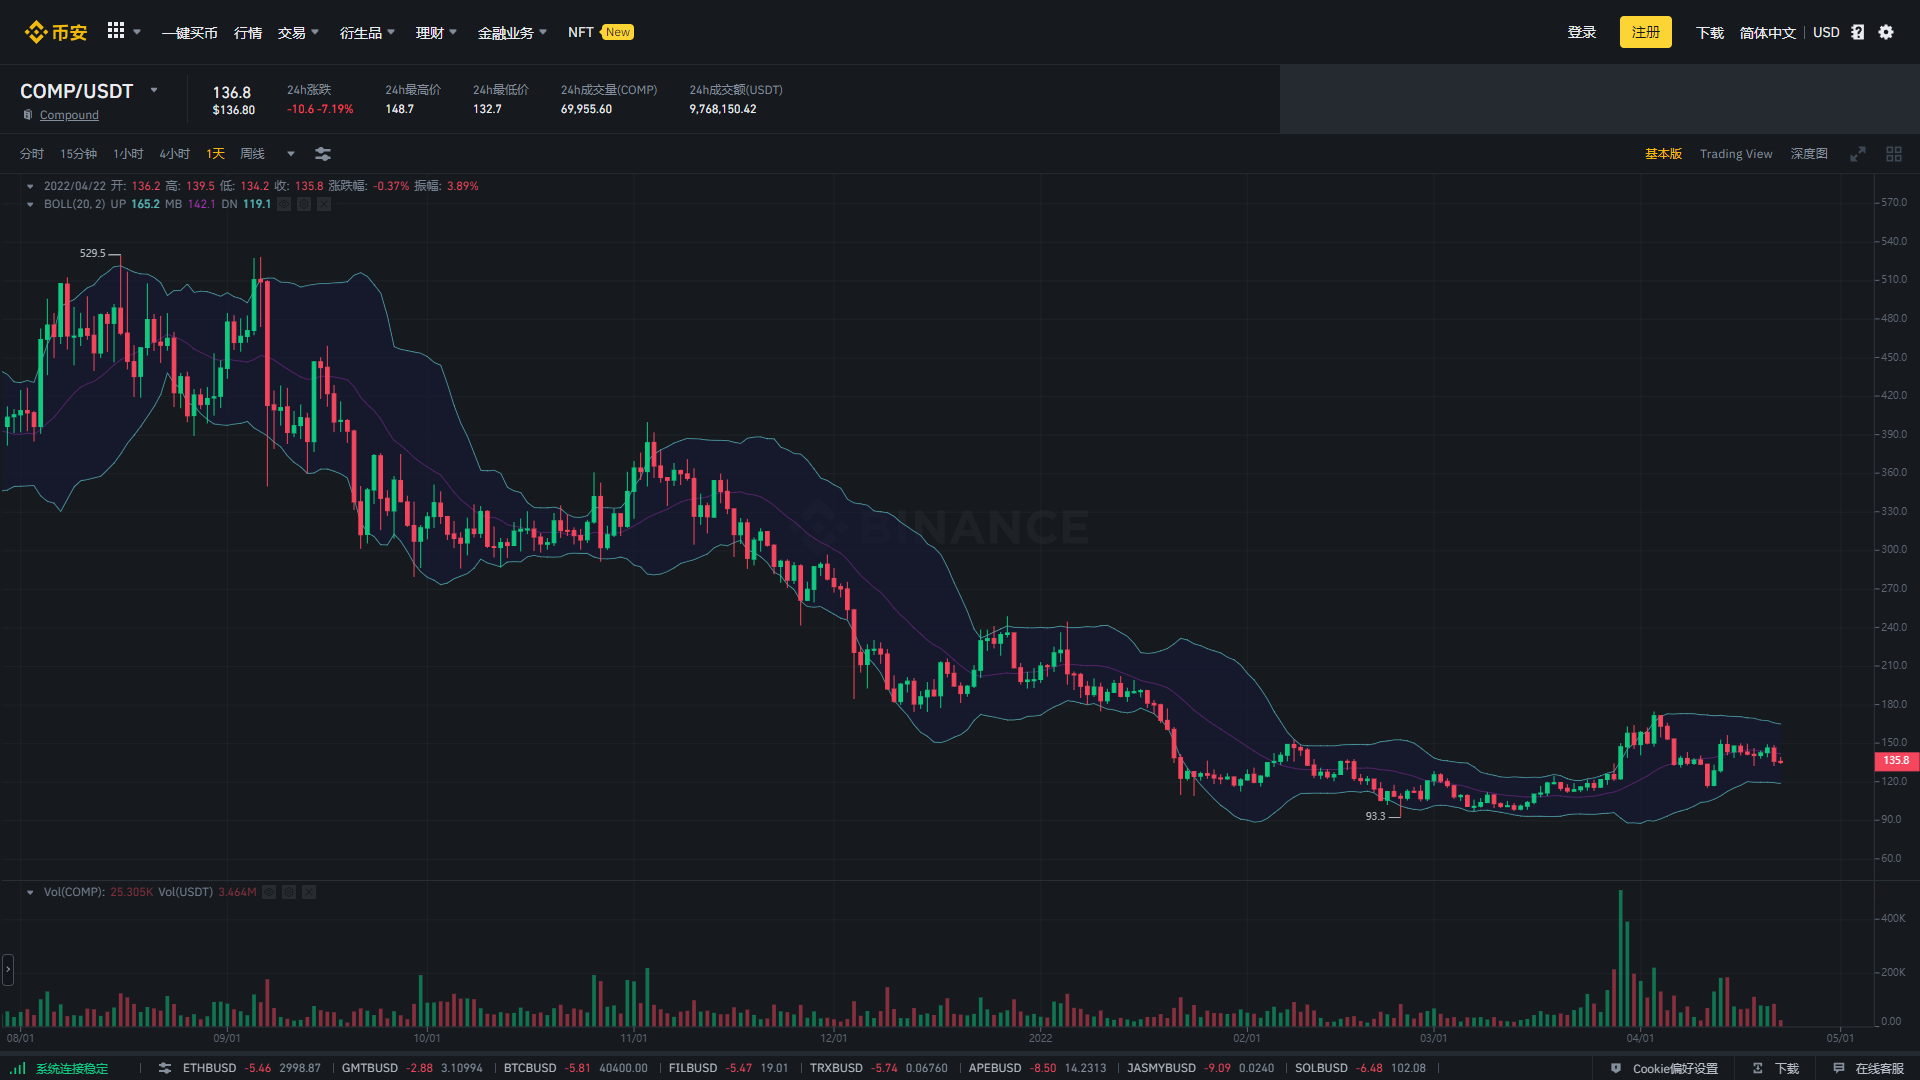 币安 一键买币 行情 交易 衍生品 理财 金融业务 NFT New 登录 注册 下载 简体中文 USD
COMP/USDT
Compound
136.8
$136.80
24h涨跌
-10.6 -7.19%
24h最高价
148.7
24h最低价
132.7
24h成交量(COMP)
69,955.60
24h成交额(USDT)
9,768,150.42
分时 15分钟 1小时 4小时 1天 周线 基本版 Trading View 深度图
2022/04/22 开: 136.2 高: 139.5 低: 134.2 收: 135.8 涨跌幅: -0.37% 振幅: 3.89%
BOLL(20, 2) UP 165.2 MB 142.1 DN 119.1
529.5
93.3
BINANCE
570.0
540.0
510.0
480.0
450.0
420.0
390.0
360.0
330.0
300.0
270.0
240.0
210.0
180.0
150.0
135.8
120.0
90.0
60.0
Vol(COMP): 25.305K Vol(USDT) 3.464M
400K
200K
0.00
08/01 09/01 10/01 11/01 12/01 2022 02/01 03/01 04/01 05/01
系统连接稳定 ETHBUSD -5.46 2998.87 GMTBUSD -2.88 3.10994 BTCBUSD -5.81 40400.00 FILBUSD -5.47 19.01 TRXBUSD -5.74 0.06760 APEBUSD -8.50 14.2313 JASMYBUSD -9.09 0.0240 SOLBUSD -6.48 102.08 Cookie偏好设置 下载 在线客服